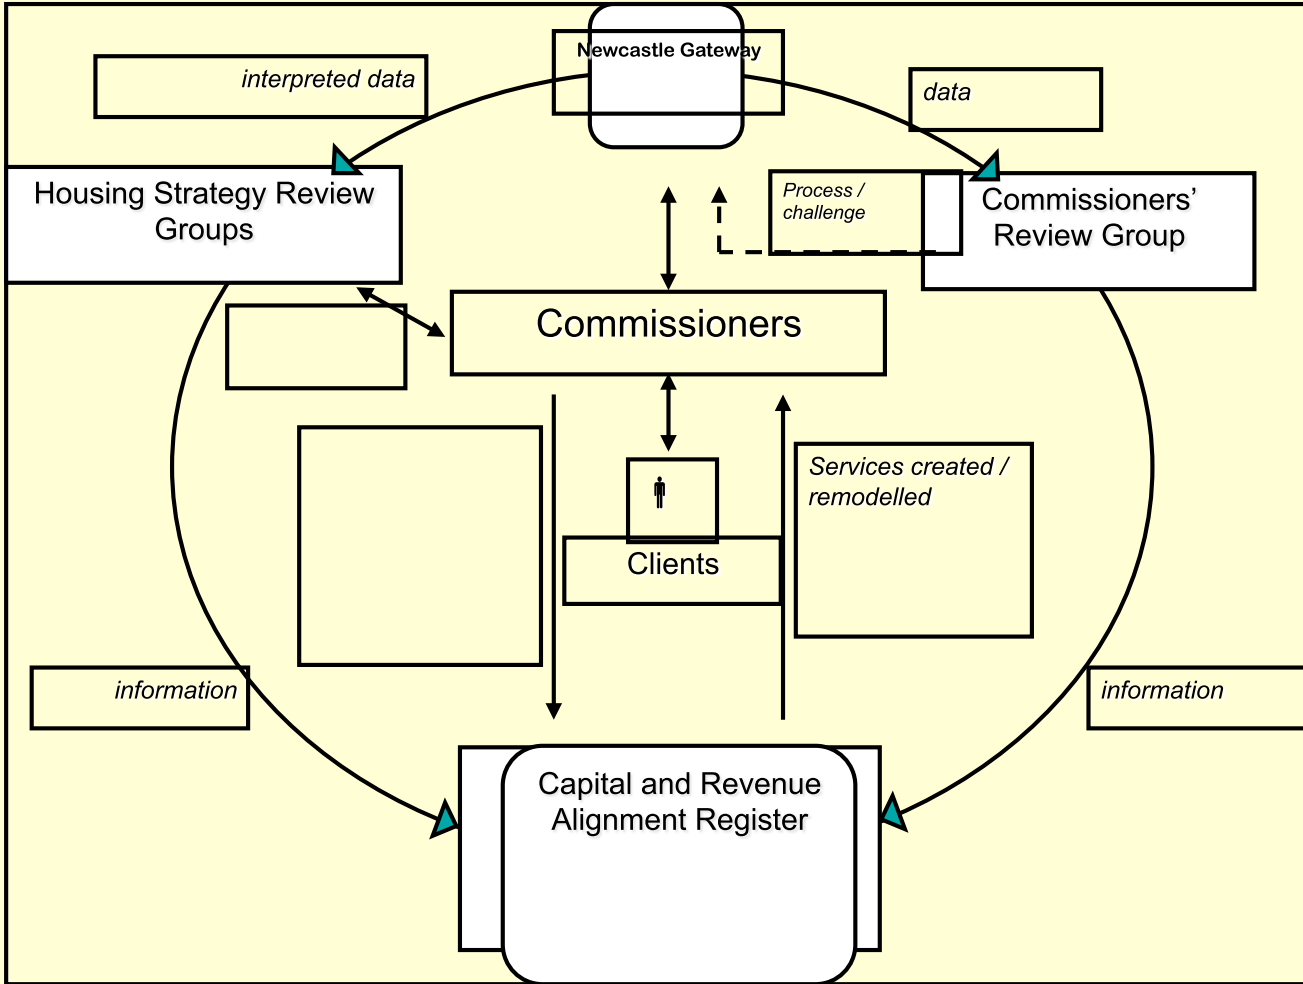 Newcastle Gateway
interpreted data
data
Housing Strategy Review
Groups
Process /
challenge
Commissioners’
Review Group
Commissioners
Services created /
remodelled
Clients
information
information
Capital and Revenue
Alignment Register